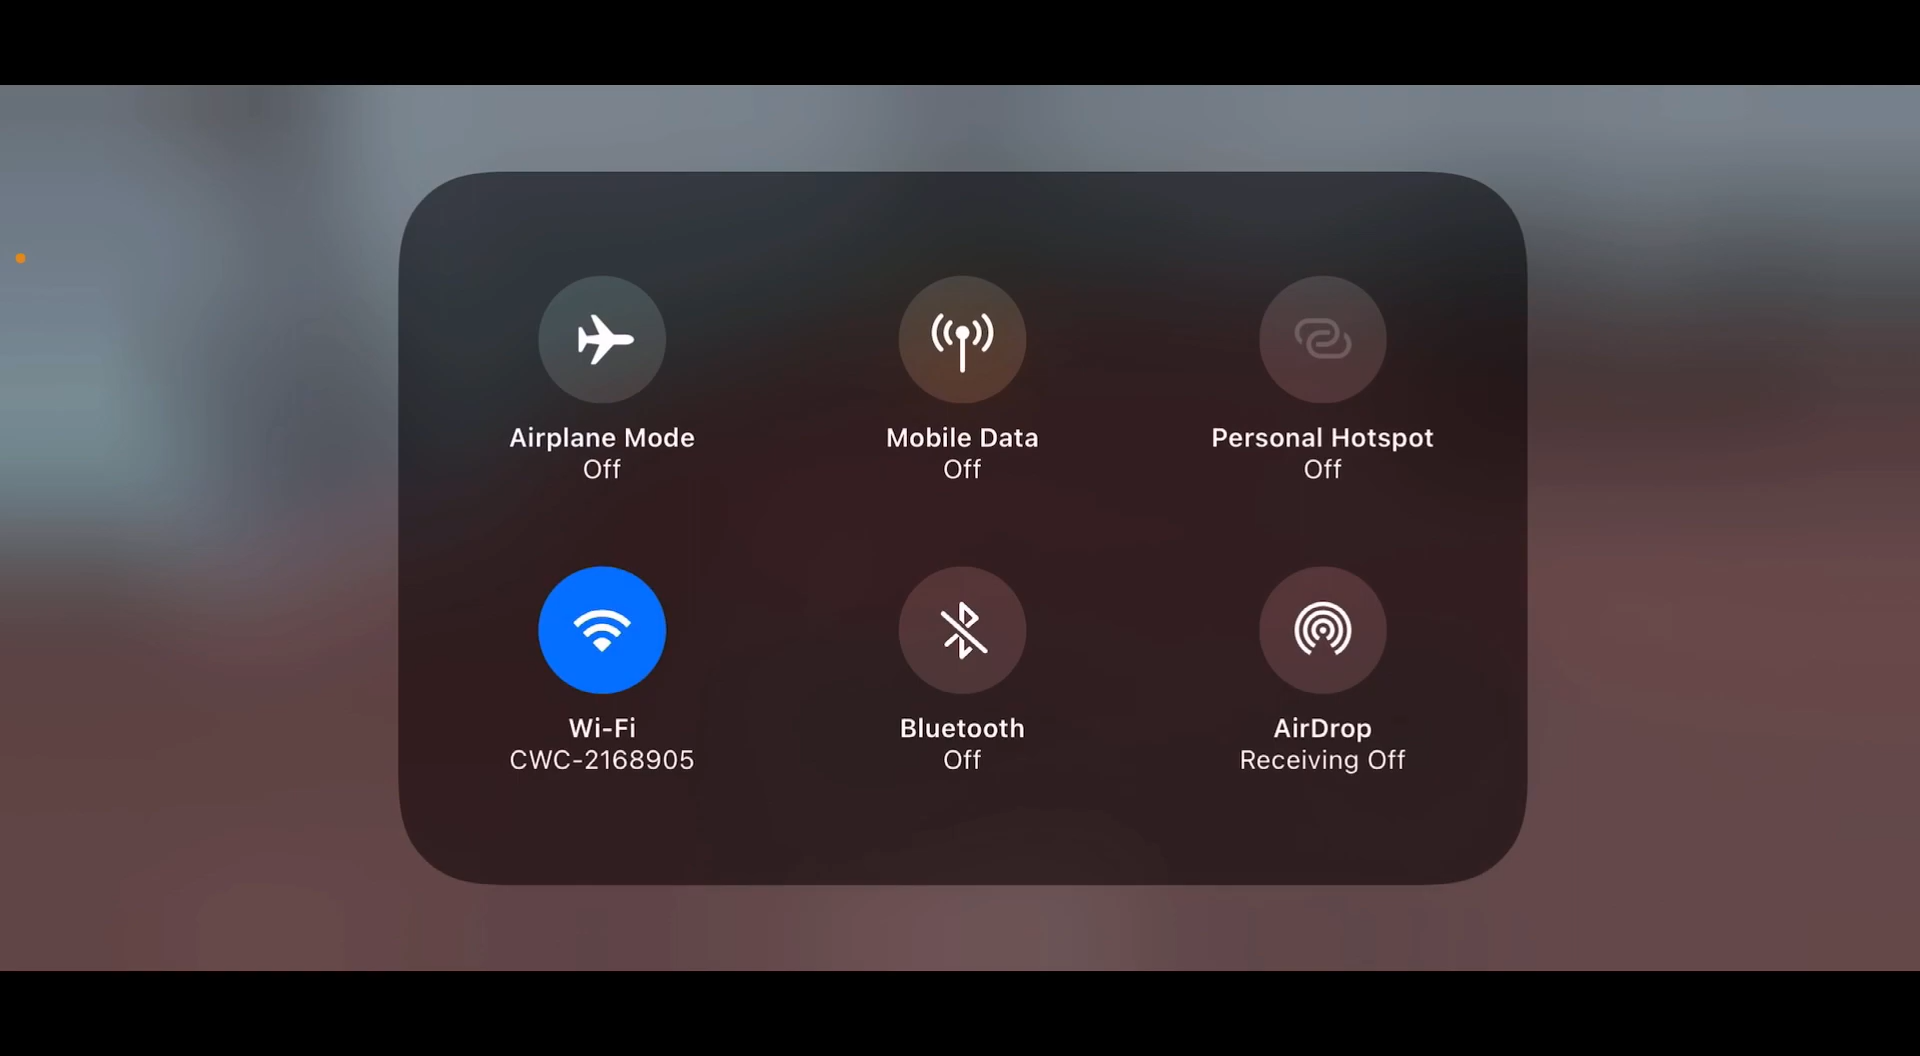 Airplane Mode
Off
Mobile Data
Off
Personal Hotspot
Off
Wi-Fi
CWC-2168905
Bluetooth
Off
AirDrop
Receiving Off